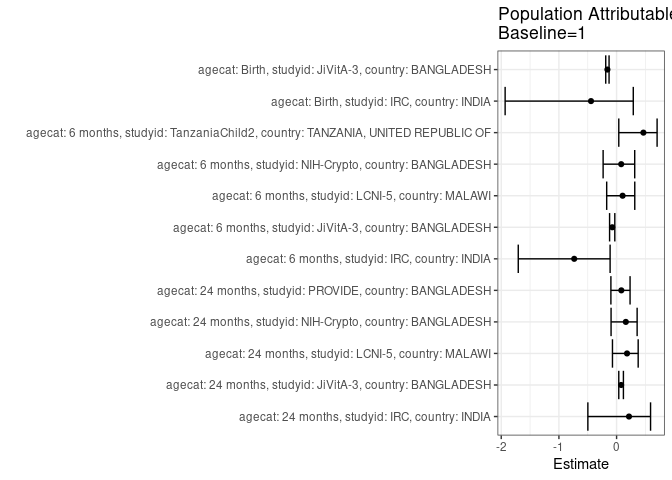 Population Attributable
Baseline=1
agecat: Birth, studyid: JiVitA-3, country: BANGLADESH
agecat: Birth, studyid: IRC, country: INDIA
agecat: 6 months, studyid: TanzaniaChild2, country: TANZANIA, UNITED REPUBLIC OF
agecat: 6 months, studyid: NIH-Crypto, country: BANGLADESH
agecat: 6 months, studyid: LCNI-5, country: MALAWI
agecat: 6 months, studyid: JiVitA-3, country: BANGLADESH
agecat: 6 months, studyid: IRC, country: INDIA
agecat: 24 months, studyid: PROVIDE, country: BANGLADESH
agecat: 24 months, studyid: NIH-Crypto, country: BANGLADESH
agecat: 24 months, studyid: LCNI-5, country: MALAWI
agecat: 24 months, studyid: JiVitA-3, country: BANGLADESH
agecat: 24 months, studyid: IRC, country: INDIA
-2 -1 0
Estimate